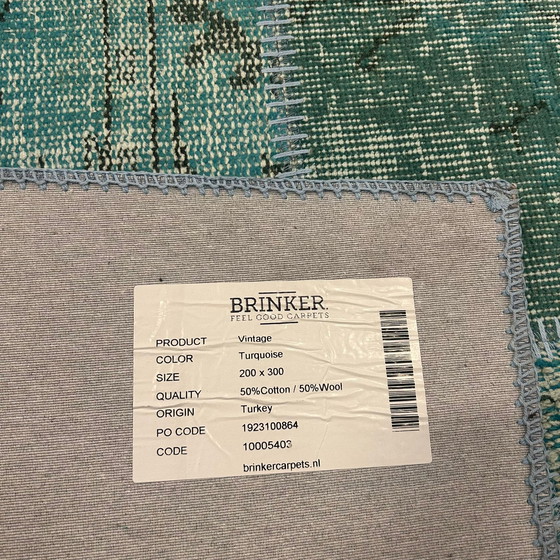 BRINKER.
FEEL GOOD CARPETS
PRODUCT Vintage
COLOR Turquoise
SIZE 200 x 300
QUALITY 50%Cotton / 50%Wool
ORIGIN Turkey
PO CODE 1923100864
CODE 10005403
brinkercarpets.nl